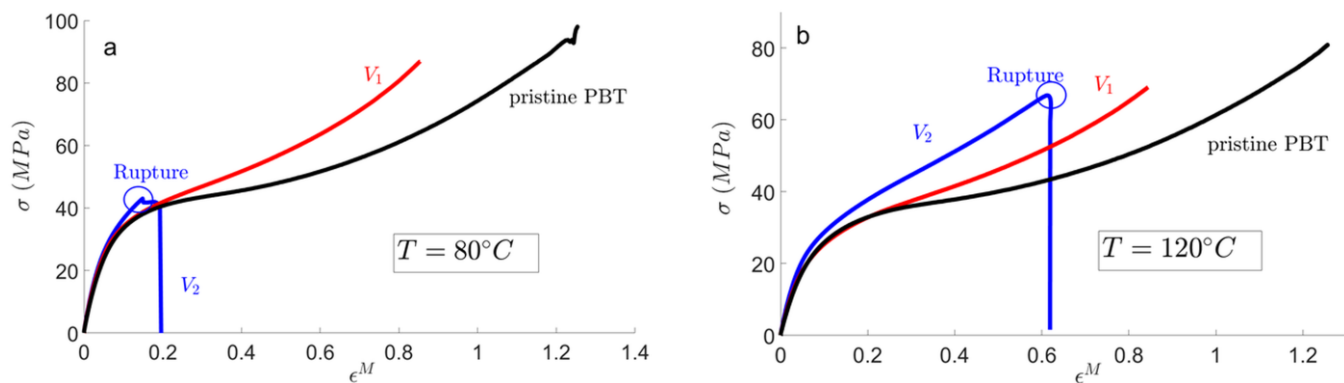 a
100
80
60
40
20
0
σ (MPa)
V₁
pristine PBT
Rupture
T = 80°C
V₂
0 0.2 0.4 0.6 0.8 1 1.2 1.4
ϵᴹ
b
80
60
40
20
0
σ (MPa)
Rupture
V₁
V₂
pristine PBT
T = 120°C
0 0.2 0.4 0.6 0.8 1 1.2
ϵᴹ